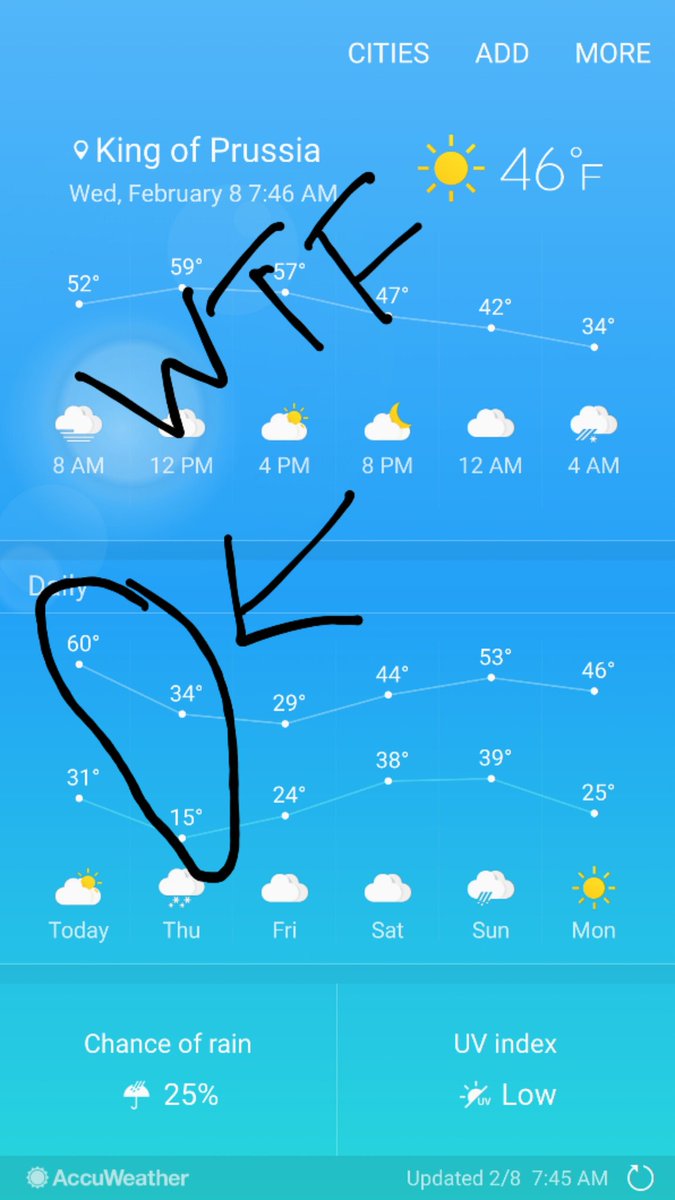 CITIES ADD MORE
King of Prussia
46°F
Wed, February 8 7:46 AM
WTF
52° 59° 57° 47° 42° 34°
8 AM 12 PM 4 PM 8 PM 12 AM 4 AM
Daily
60° 34° 29° 44° 53° 46°
31° 15° 24° 38° 39° 25°
Today Thu Fri Sat Sun Mon
Chance of rain UV index
25% UV Low
AccuWeather Updated 2/8 7:45 AM